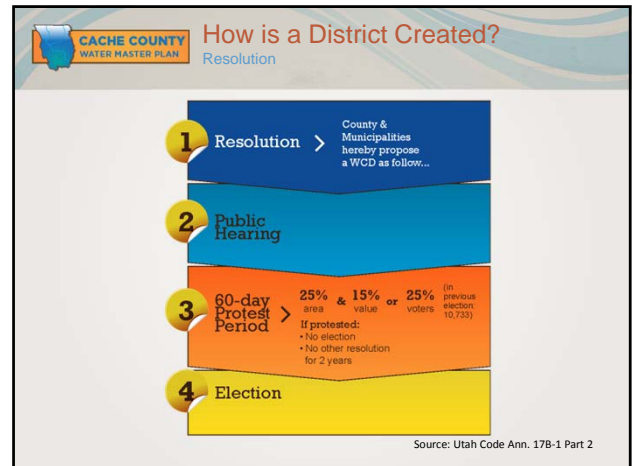 CACHE COUNTY
WATER MASTER PLAN
How is a District Created?
Resolution
1
Resolution >
County &
Municipalities
hereby propose
a WCD as follow...
2
Public
Hearing
3
60-day
Protest
Period >
25% & 15% or 25%
area value voters
(in
previous
election:
10,733)
If protested:
• No election
• No other resolution
for 2 years
4
Election
Source: Utah Code Ann. 17B-1 Part 2